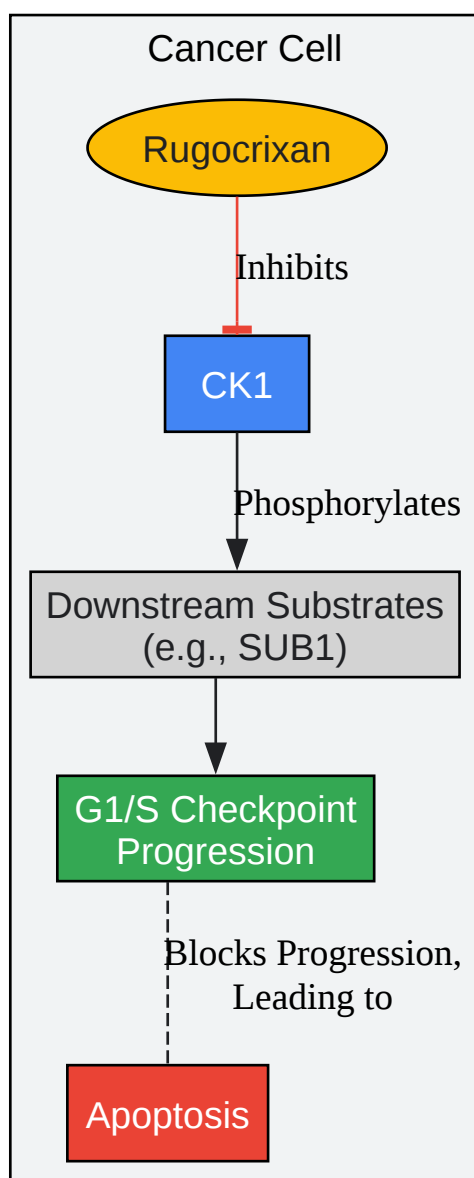 Cancer Cell
Rugocrixan
Inhibits
CK1
Phosphorylates
Downstream Substrates
(e.g., SUB1)
G1/S Checkpoint
Progression
Blocks Progression,
Leading to
Apoptosis